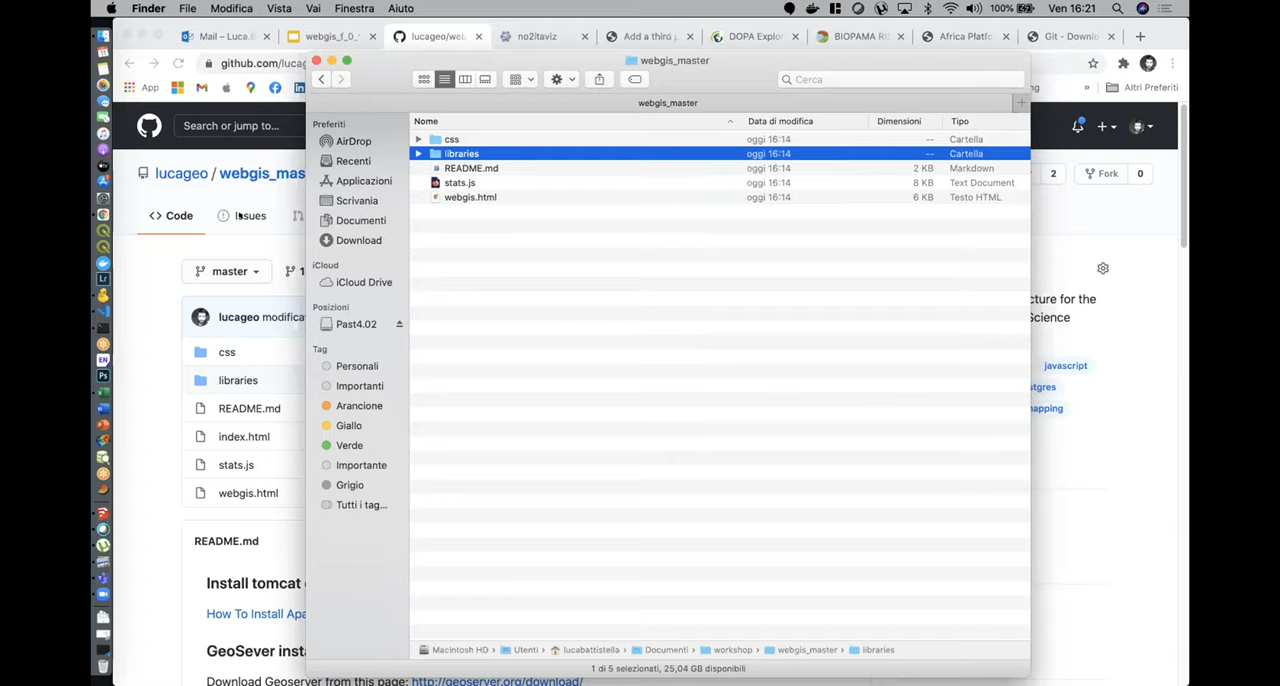 Finder File Modifica Vista Vai Finestra Aiuto 100% Ven 16:21
Mail – Luca.B webgis_f_0_ lucageo/web no2itaviz Add a third p DOPA Explor BIOPAMA RI Africa Platf Git - Downlo
github.com/lucag
App Altri Preferiti
webgis_master
Cerca
webgis_master
Search or jump to...
lucageo / webgis_mas
2 Fork 0
Code Issues
master 1
lucageo modifica
css
libraries
README.md
index.html
stats.js
webgis.html
README.md
Install tomcat
How To Install Apa
GeoSever insta
Download Geoserver from this page: http://geoserver.org/download/
Preferiti
AirDrop
Recenti
Applicazioni
Scrivania
Documenti
Download
iCloud
iCloud Drive
Posizioni
Past4.02
Tag
Personali
Importanti
Arancione
Giallo
Verde
Importante
Grigio
Tutti i tag...
Nome Data di modifica Dimensioni Tipo
css oggi 16:14 -- Cartella
libraries oggi 16:14 -- Cartella
README.md oggi 16:14 2 KB Markdown
stats.js oggi 16:14 8 KB Text Document
webgis.html oggi 16:14 6 KB Testo HTML
Macintosh HD › Utenti › lucabattistella › Documenti › workshop › webgis_master › libraries
1 di 5 selezionati, 25,04 GB disponibili
cture for the
Science
javascript
tgres
mapping